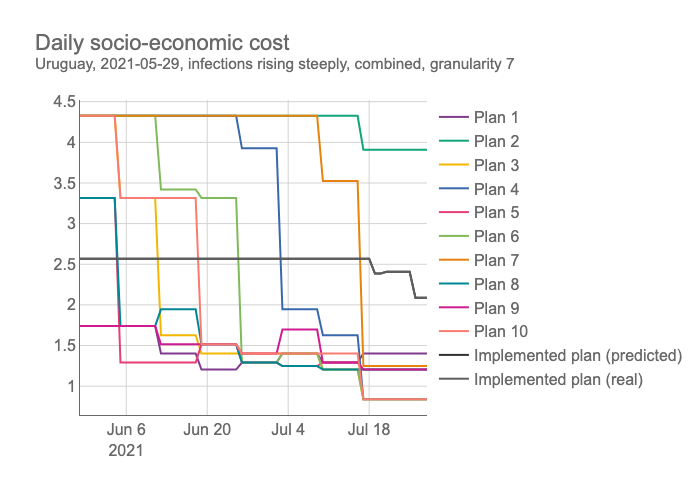 Daily socio-economic cost
Uruguay, 2021-05-29, infections rising steeply, combined, granularity 7
4.5
4
3.5
3
2.5
2
1.5
1
Jun 6
2021
Jun 20
Jul 4
Jul 18
Plan 1
Plan 2
Plan 3
Plan 4
Plan 5
Plan 6
Plan 7
Plan 8
Plan 9
Plan 10
Implemented plan (predicted)
Implemented plan (real)